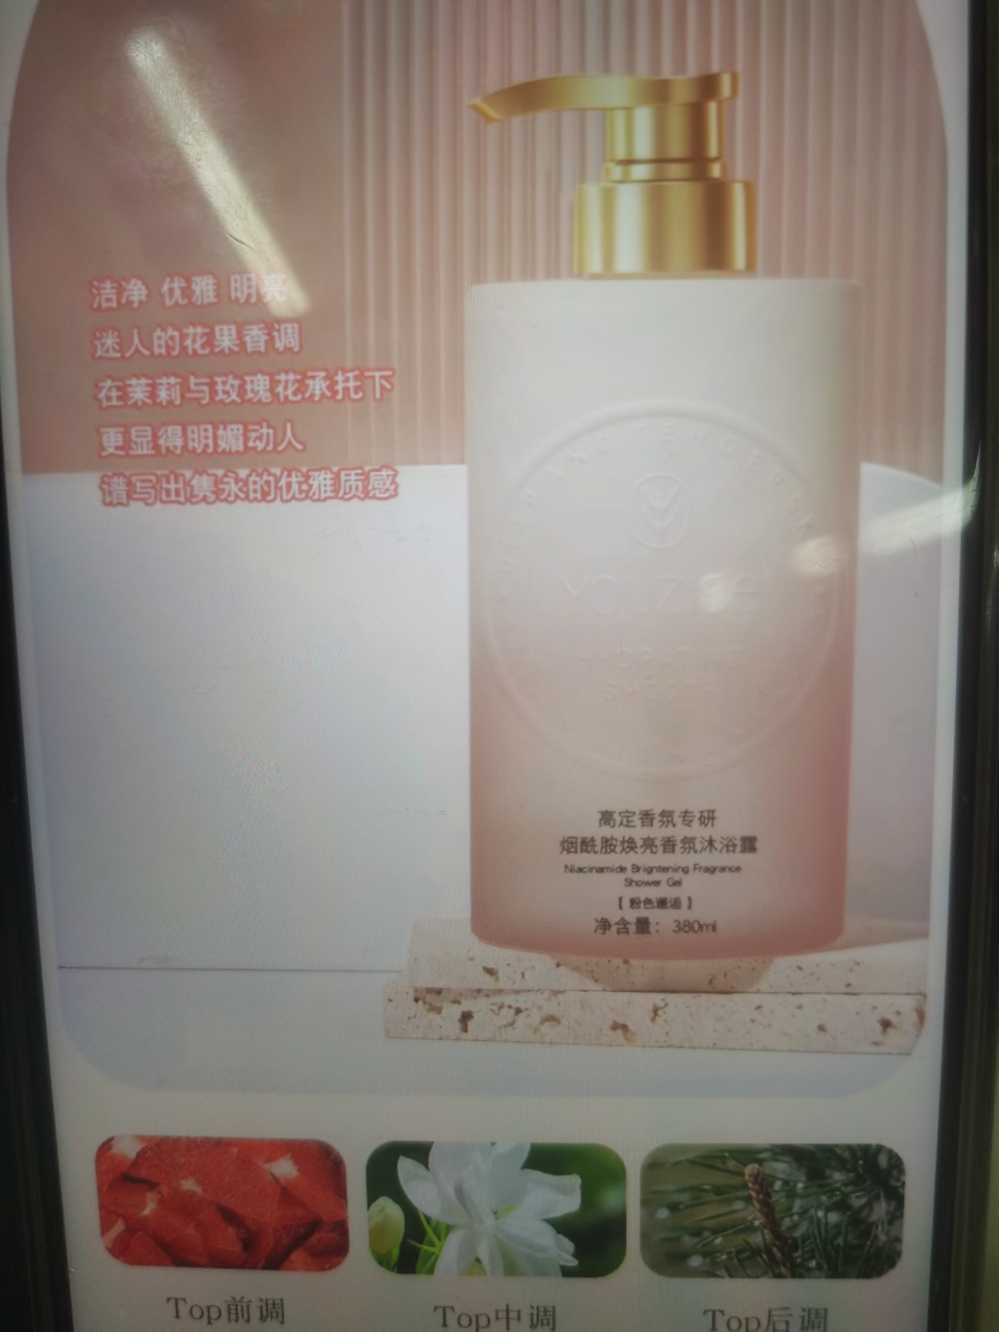 洁净 优雅 明亮
迷人的花果香调
在茉莉与玫瑰花承托下
更显得明媚动人
谱写出隽永的优雅质感
高定香氛专研
烟酰胺焕亮香氛沐浴露
Niacinamide Brightening Fragrance
Shower Gel
【粉色邂逅】
净含量：380ml
Top前调
Top中调
Top后调